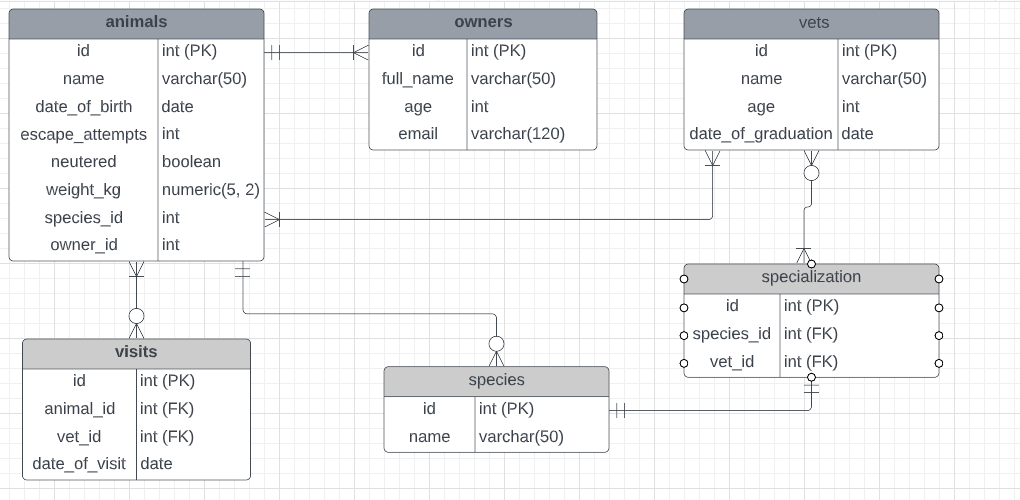 animals
id int (PK)
name varchar(50)
date_of_birth date
escape_attempts int
neutered boolean
weight_kg numeric(5, 2)
species_id int
owner_id int
owners
id int (PK)
full_name varchar(50)
age int
email varchar(120)
vets
id int (PK)
name varchar(50)
age int
date_of_graduation date
specialization
id int (PK)
species_id int (FK)
vet_id int (FK)
visits
id int (PK)
animal_id int (FK)
vet_id int (FK)
date_of_visit date
species
id int (PK)
name varchar(50)